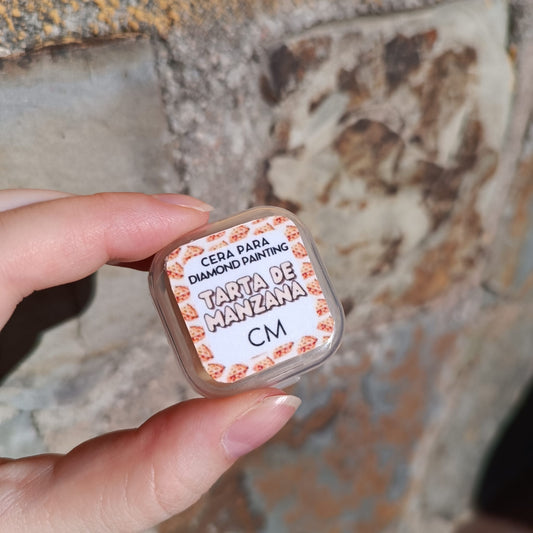 CERA PARA
DIAMOND PAINTING
TARTA DE
MANZANA
CM